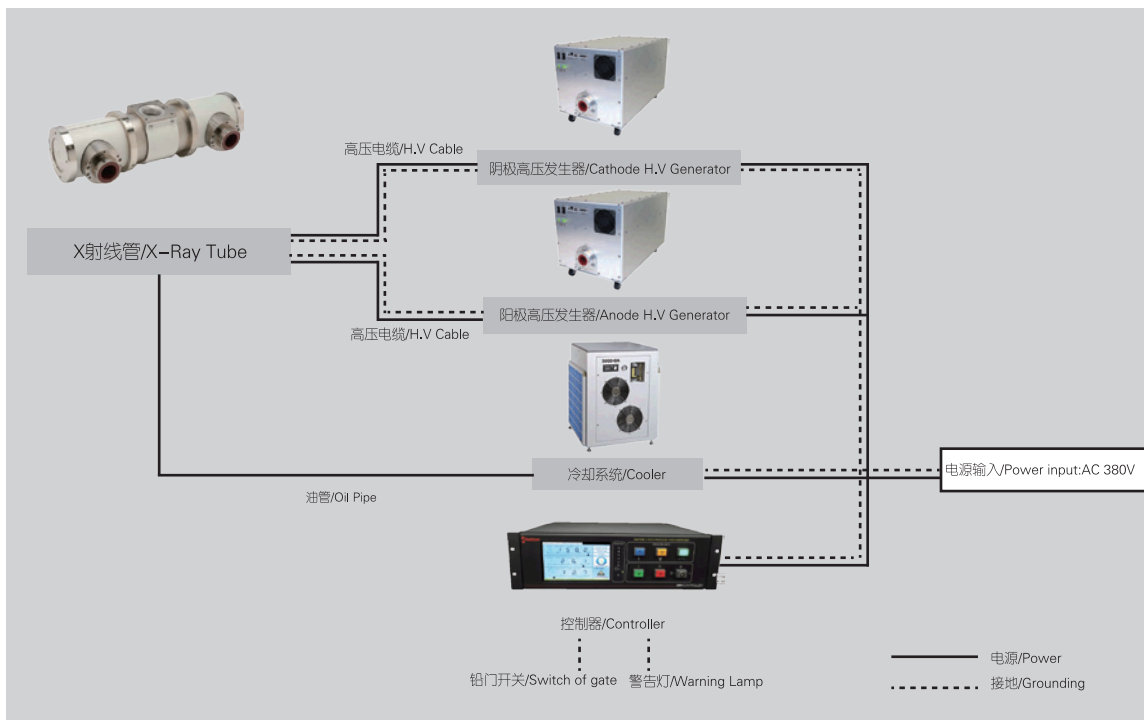 高压电缆/H.V Cable
阴极高压发生器/Cathode H.V Generator
X射线管/X-Ray Tube
阳极高压发生器/Anode H.V Generator
高压电缆/H.V Cable
冷却系统/Cooler
电源输入/Power input:AC 380V
油管/Oil Pipe
控制器/Controller
铅门开关/Switch of gate
警告灯/Warning Lamp
电源/Power
接地/Grounding